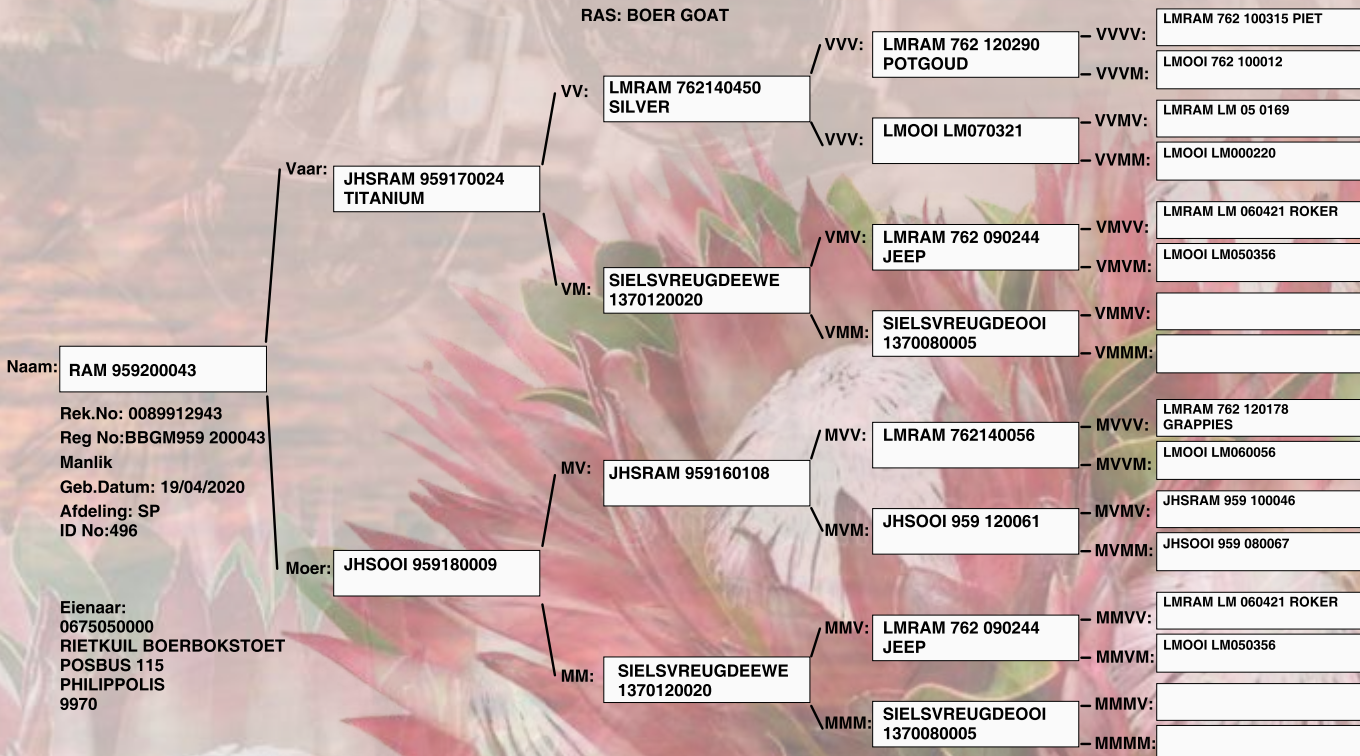 RAS: BOER GOAT
Naam:
RAM 959200043
Rek.No: 0089912943
Reg No:BBGM959 200043
Manlik
Geb.Datum: 19/04/2020
Afdeling: SP
ID No:496
Eienaar:
0675050000
RIETKUIL BOERBOKSTOET
POSBUS 115
PHILIPPOLIS
9970
Vaar:
JHSRAM 959170024
TITANIUM
Moer:
JHSOOI 959180009
VV:
LMRAM 762140450
SILVER
VM:
SIELSVREUGDEEWE
1370120020
MV:
JHSRAM 959160108
MM:
SIELSVREUGDEEWE
1370120020
VVV:
LMRAM 762 120290
POTGOUD
VVV:
LMOOI LM070321
VMV:
LMRAM 762 090244
JEEP
VMM:
SIELSVREUGDEOOI
1370080005
MVV:
LMRAM 762140056
MVM:
JHSOOI 959 120061
MMV:
LMRAM 762 090244
JEEP
MMM:
SIELSVREUGDEOOI
1370080005
VVVV:
LMRAM 762 100315 PIET
VVVM:
LMOOI 762 100012
VVMV:
LMRAM LM 05 0169
VVMM:
LMOOI LM000220
VMVV:
LMRAM LM 060421 ROKER
VMVM:
LMOOI LM050356
VMMV:
VMMM:
MVVV:
LMRAM 762 120178
GRAPPIES
MVVM:
LMOOI LM060056
MVMV:
JHSRAM 959 100046
MVMM:
JHSOOI 959 080067
MMVV:
LMRAM LM 060421 ROKER
MMVM:
LMOOI LM050356
MMMV:
MMMM: